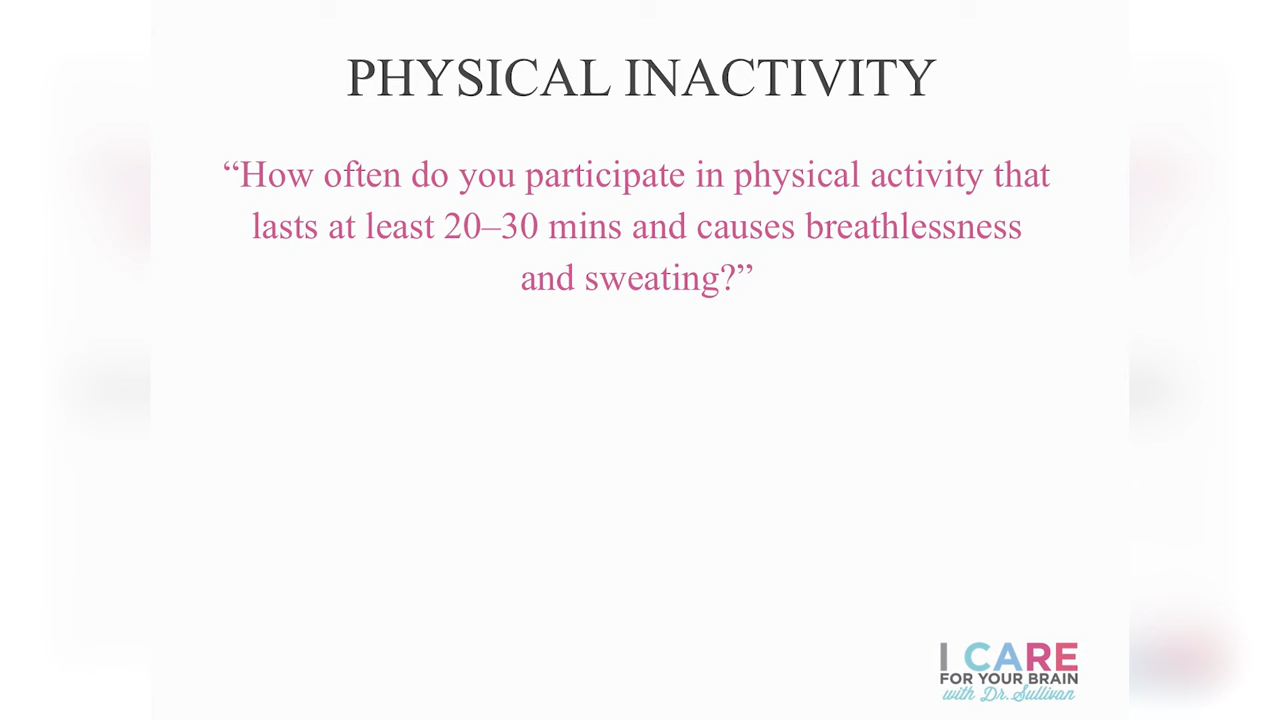 PHYSICAL INACTIVITY
“How often do you participate in physical activity that
lasts at least 20–30 mins and causes breathlessness
and sweating?”
I CARE
FOR YOUR BRAIN
with Dr. Sullivan